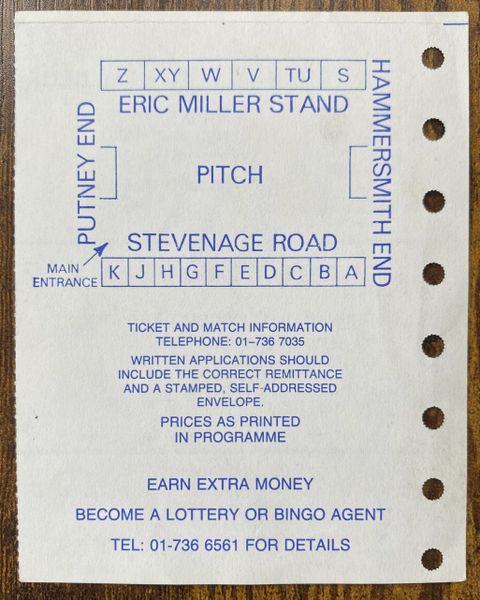 Z XY W V TU S
ERIC MILLER STAND
PUTNEY END
HAMMERSMITH END
PITCH
STEVENAGE ROAD
MAIN
ENTRANCE
K J H G F E D C B A
TICKET AND MATCH INFORMATION
TELEPHONE: 01-736 7035
WRITTEN APPLICATIONS SHOULD
INCLUDE THE CORRECT REMITTANCE
AND A STAMPED, SELF-ADDRESSED
ENVELOPE.
PRICES AS PRINTED
IN PROGRAMME
EARN EXTRA MONEY
BECOME A LOTTERY OR BINGO AGENT
TEL: 01-736 6561 FOR DETAILS